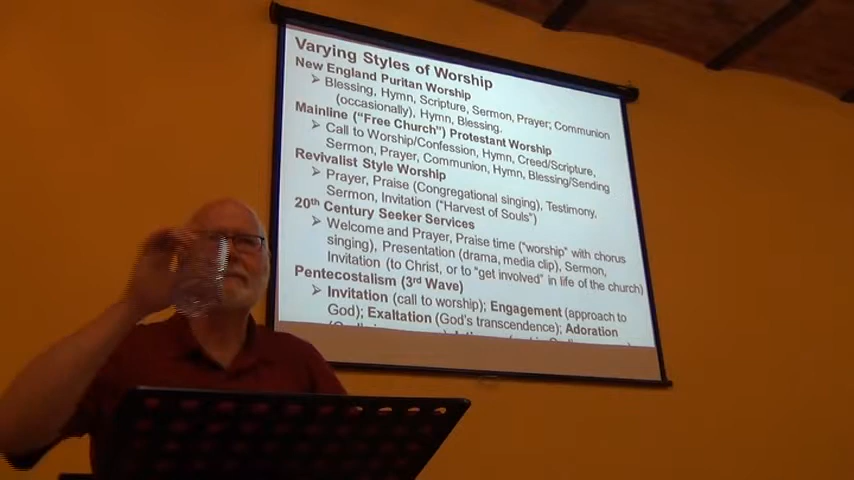 Varying Styles of Worship
New England Puritan Worship
➢ Blessing, Hymn, Scripture, Sermon, Prayer; Communion
(occasionally), Hymn, Blessing.
Mainline ("Free Church") Protestant Worship
➢ Call to Worship/Confession, Hymn, Creed/Scripture,
Sermon, Prayer, Communion, Hymn, Blessing/Sending
Revivalist Style Worship
➢ Prayer, Praise (Congregational singing), Testimony,
Sermon, Invitation ("Harvest of Souls")
20th Century Seeker Services
➢ Welcome and Prayer, Praise time ("worship" with chorus
singing), Presentation (drama, media clip), Sermon,
Invitation (to Christ, or to "get involved" in life of the church)
Pentecostalism (3rd Wave)
➢ Invitation (call to worship); Engagement (approach to
God); Exaltation (God's transcendence); Adoration